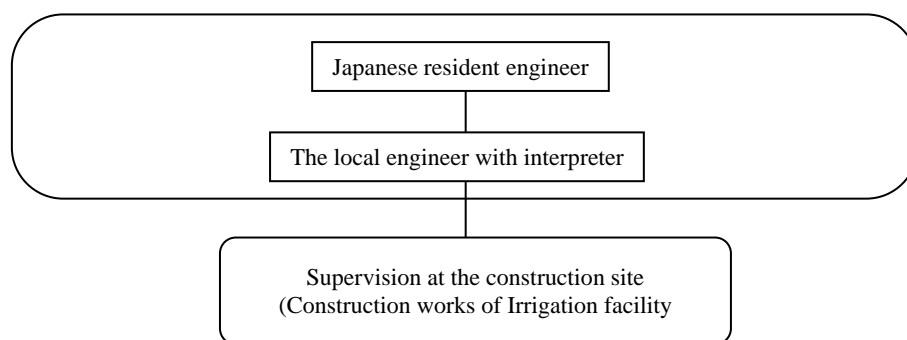 Japanese resident engineer
The local engineer with interpreter
Supervision at the construction site
(Construction works of Irrigation facility